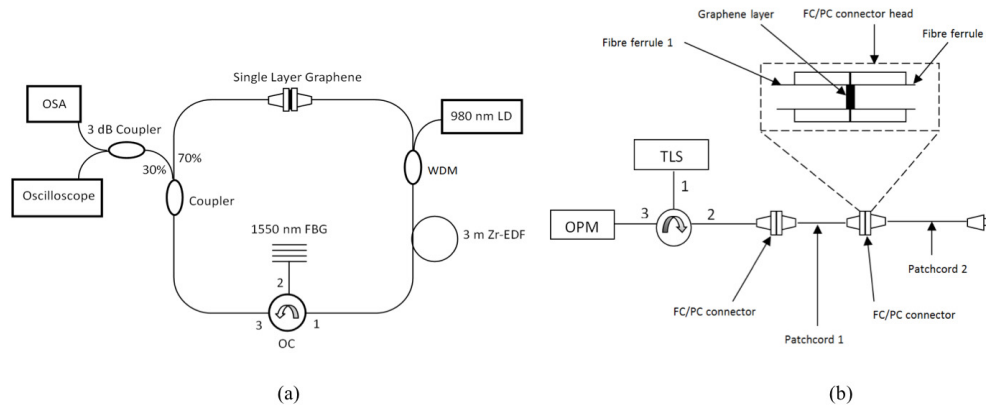 OSA
3 dB Coupler
Oscilloscope
30%
70%
Coupler
Single Layer Graphene
980 nm LD
WDM
3 m Zr-EDF
1550 nm FBG
2
3
1
OC
(a)
Graphene layer
FC/PC connector head
Fibre ferrule 1
Fibre ferrule
TLS
1
OPM
3
2
FC/PC connector
Patchcord 1
FC/PC connector
Patchcord 2
(b)